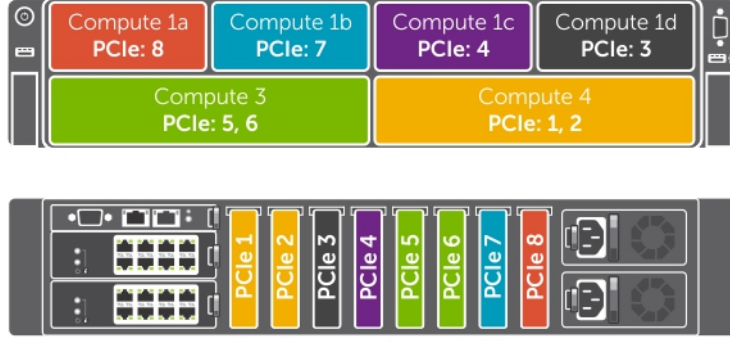 Compute 1a
PCIe: 8
Compute 1b
PCIe: 7
Compute 1c
PCIe: 4
Compute 1d
PCIe: 3
Compute 3
PCIe: 5, 6
Compute 4
PCIe: 1, 2
PCIe 1
PCIe 2
PCIe 3
PCIe 4
PCIe 5
PCIe 6
PCIe 7
PCIe 8